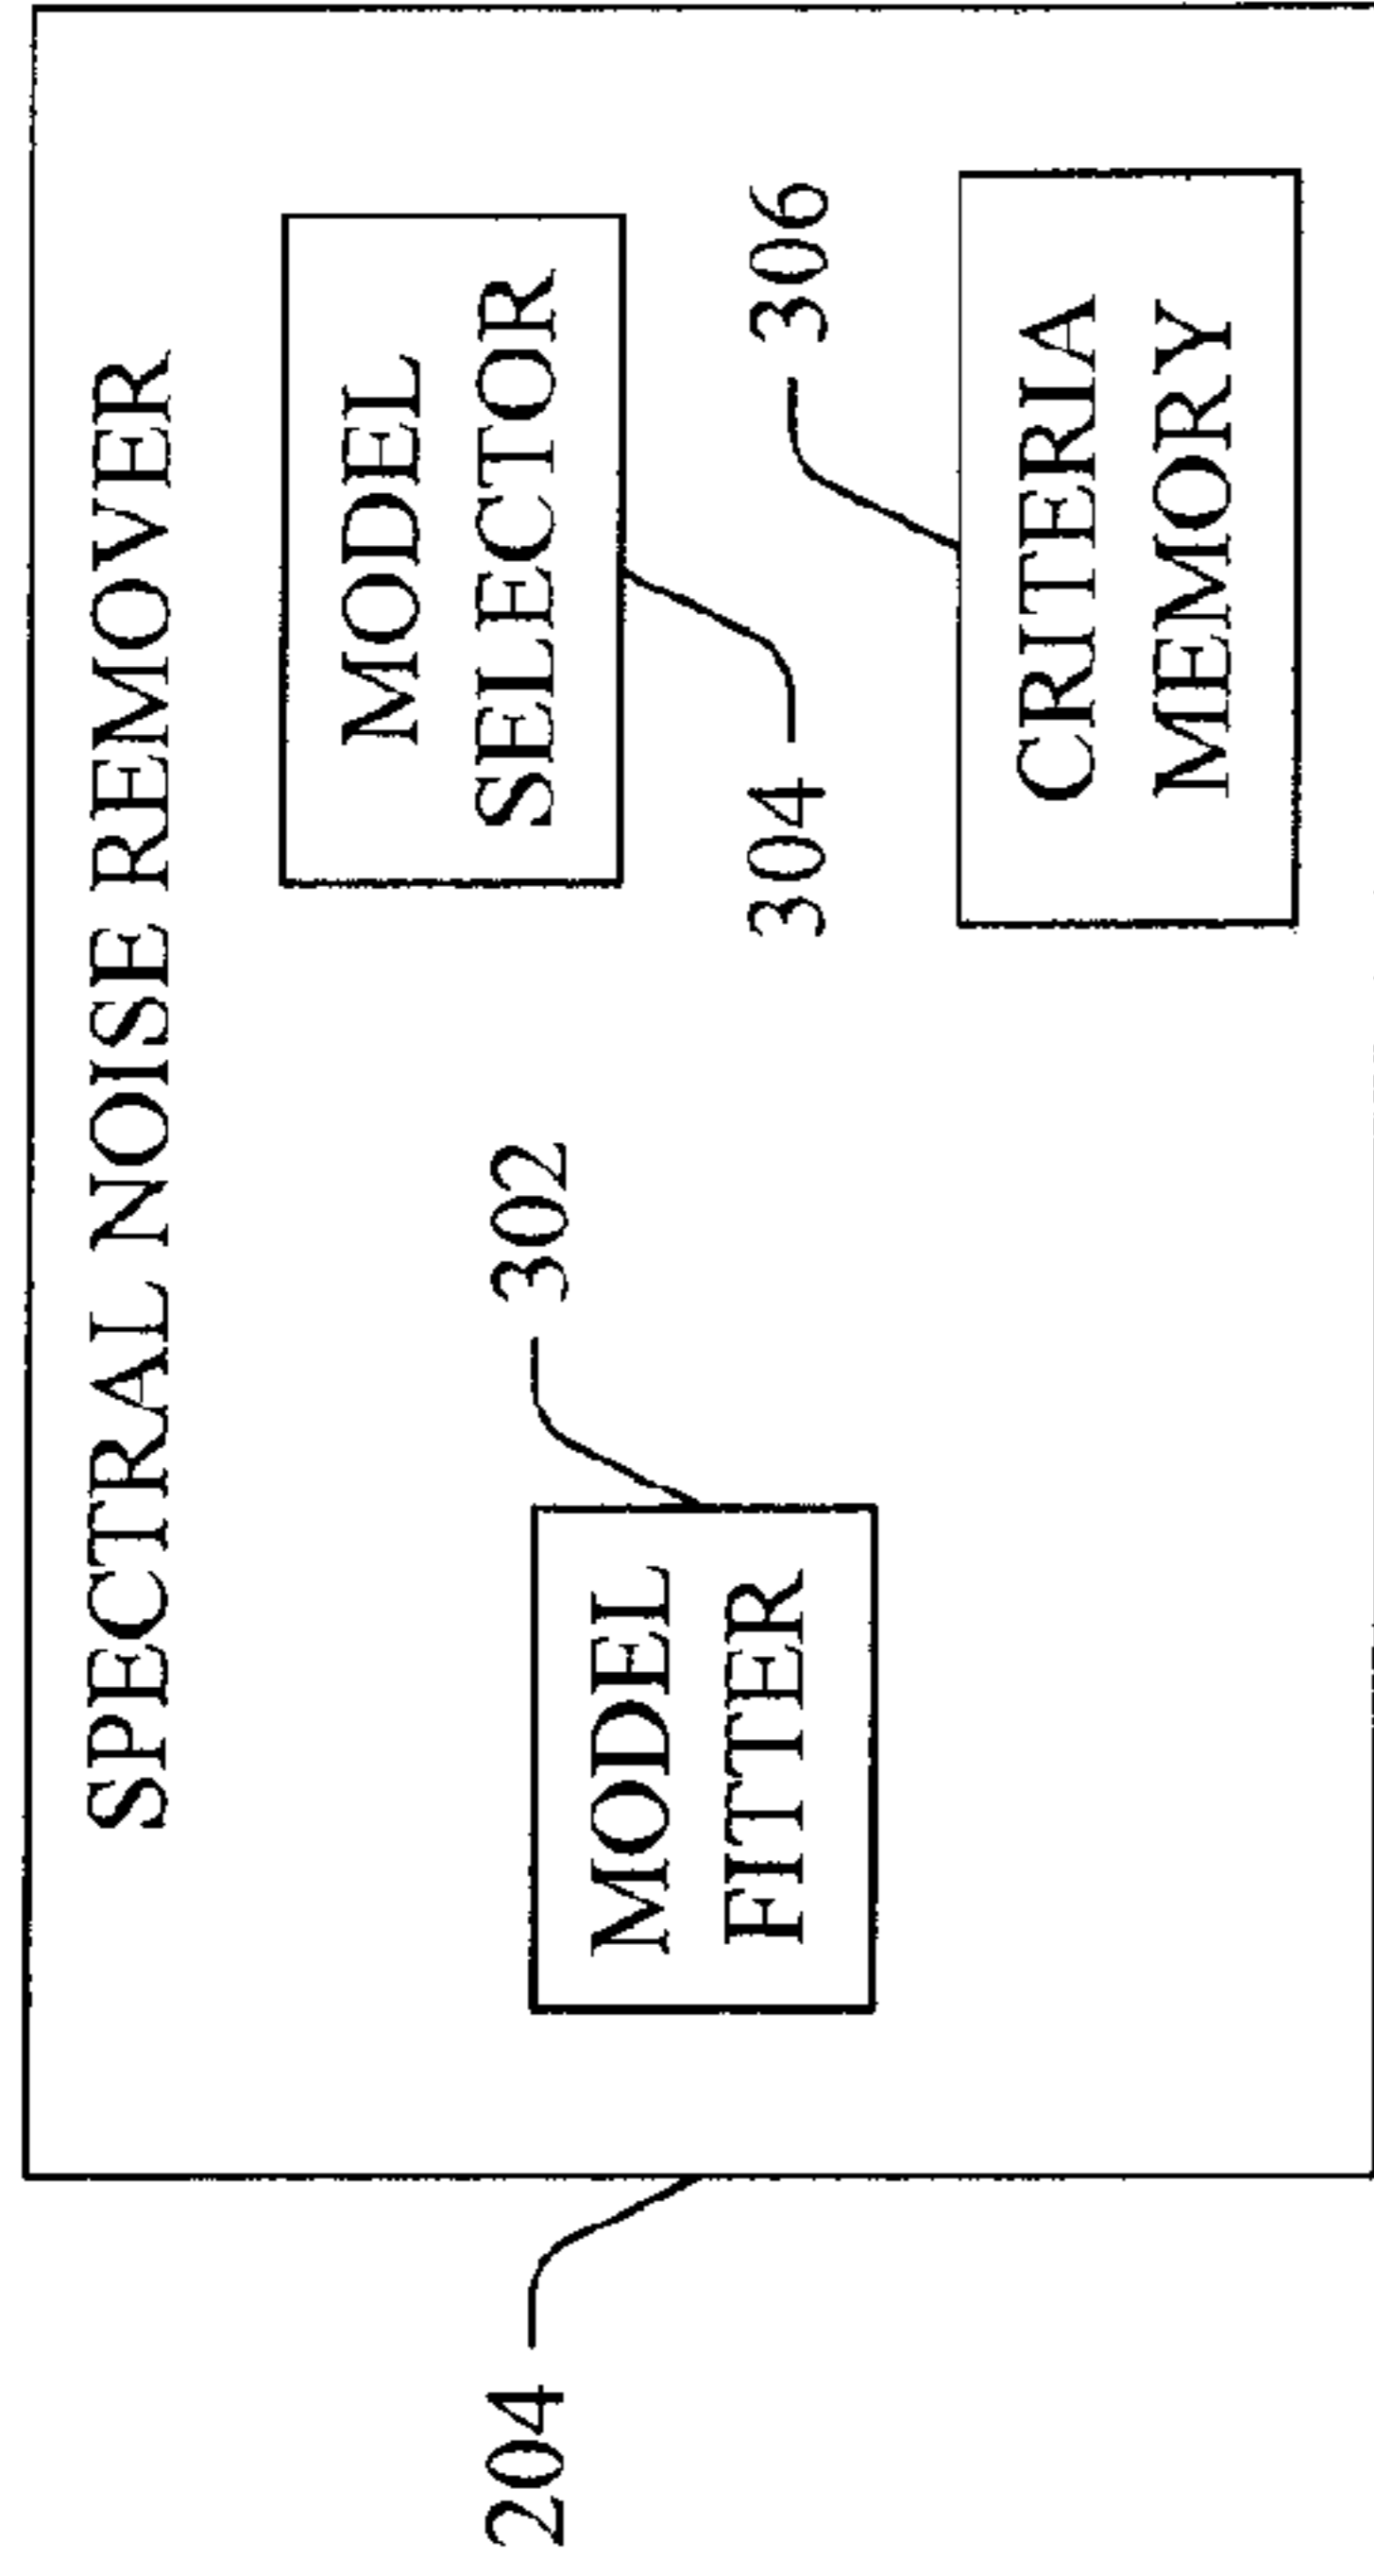 SPECTRAL NOISE REMOVER
MODEL
SELECTOR
302
MODEL
FITTER
304
306
204
CRITERIA
MEMORY